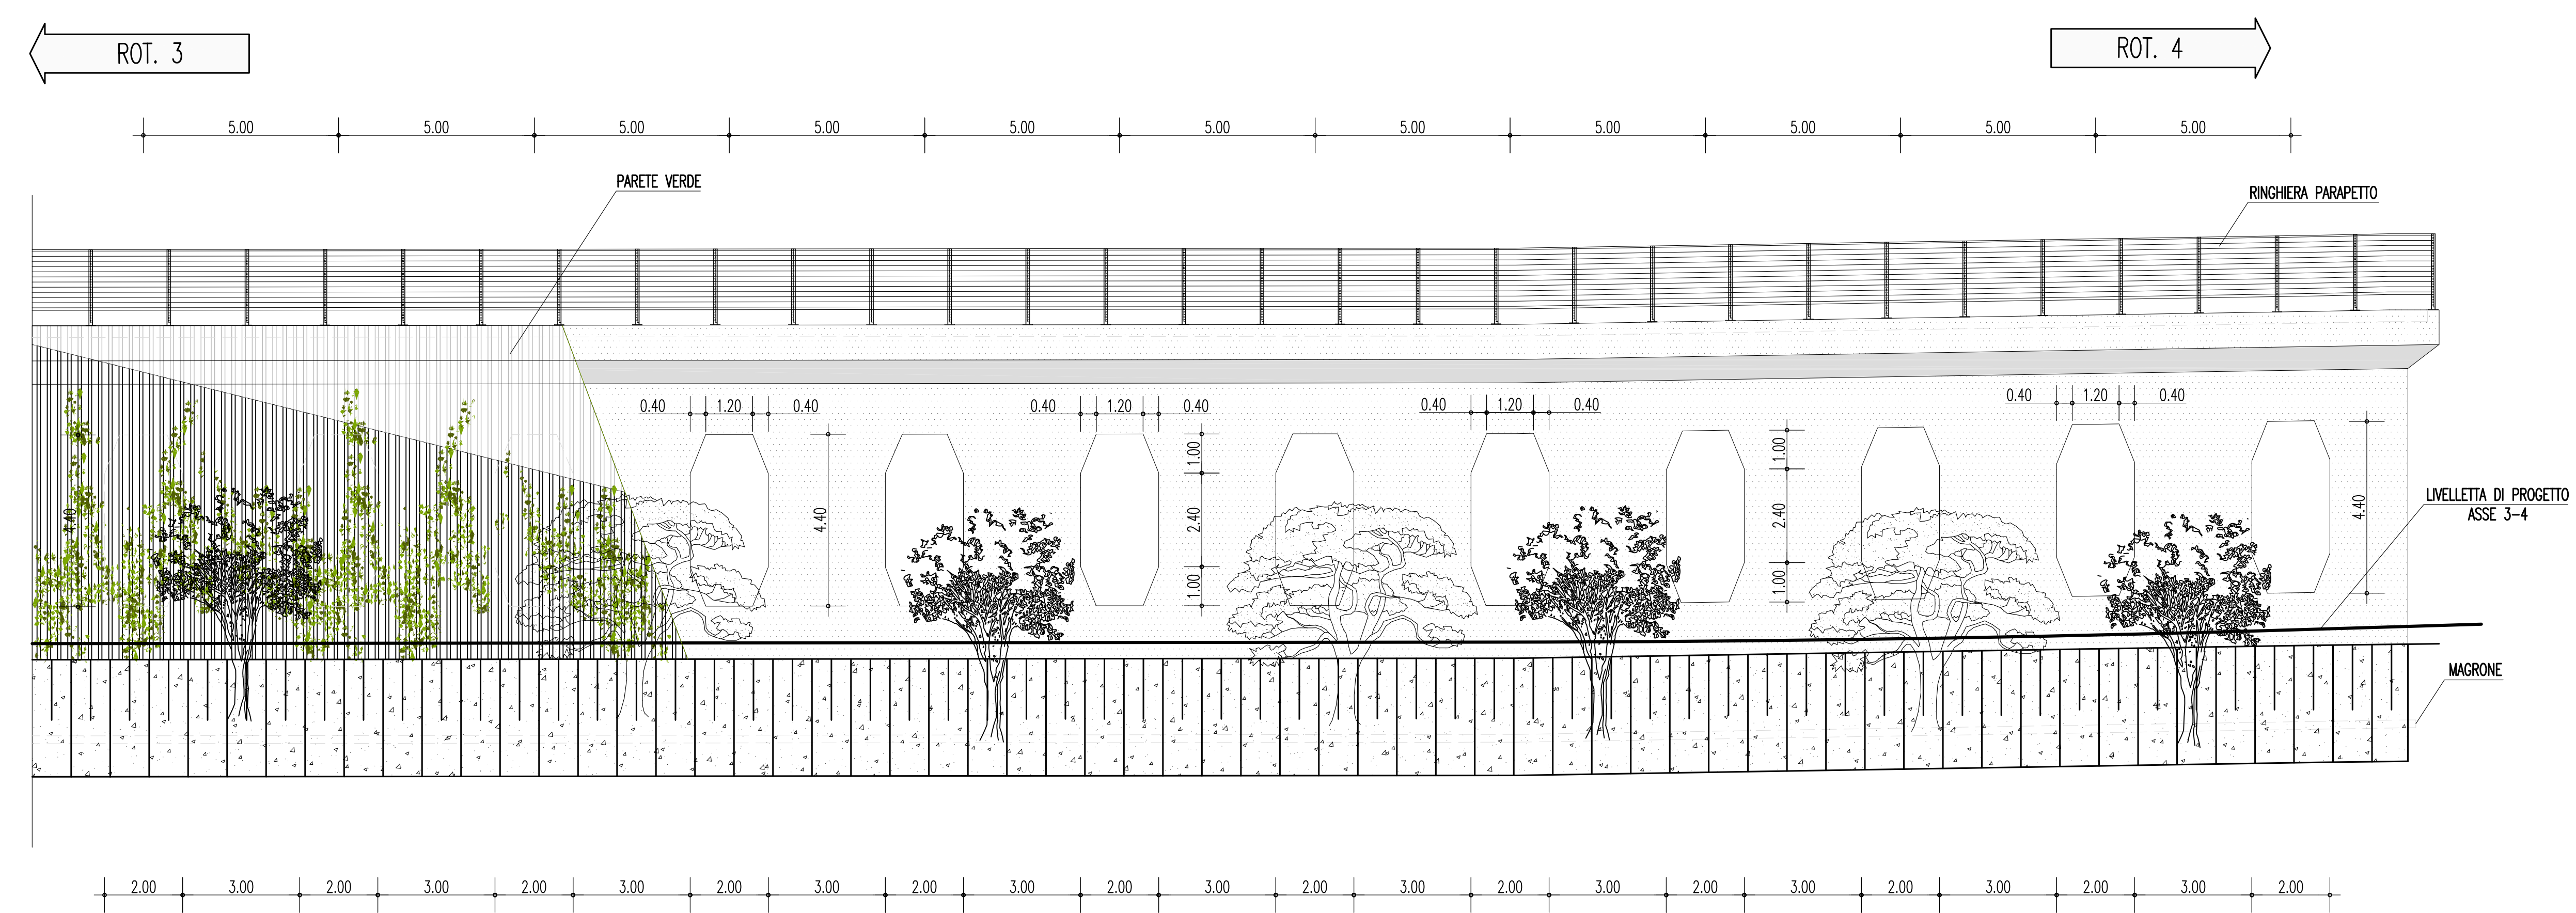 ROT. 3
ROT. 4
5.00 5.00 5.00 5.00 5.00 5.00 5.00 5.00 5.00 5.00 5.00
PARETE VERDE
RINGHIERA PARAPETTO
0.40 1.20 0.40
0.40 1.20 0.40
0.40 1.20 0.40
0.40 1.20 0.40
4.40
4.40
1.00
2.40
1.00
1.00
2.40
1.00
4.40
LIVELLETTA DI PROGETTO
ASSE 3-4
MAGRONE
2.00 3.00 2.00 3.00 2.00 3.00 2.00 3.00 2.00 3.00 2.00 3.00 2.00 3.00 2.00 3.00 2.00 3.00 2.00 3.00 2.00 3.00 2.00